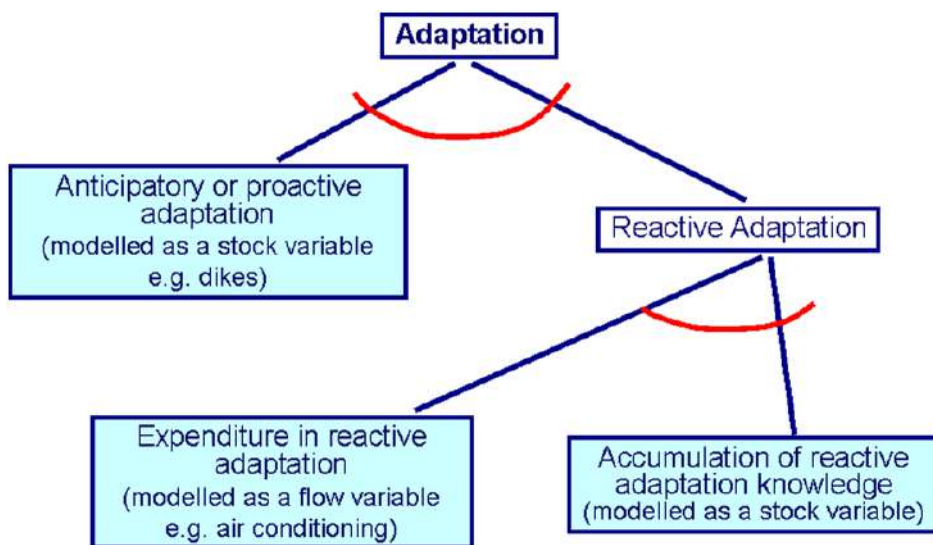 Adaptation
Anticipatory or proactive
adaptation
(modelled as a stock variable
e.g. dikes)
Reactive Adaptation
Expenditure in reactive
adaptation
(modelled as a flow variable
e.g. air conditioning)
Accumulation of reactive
adaptation knowledge
(modelled as a stock variable)